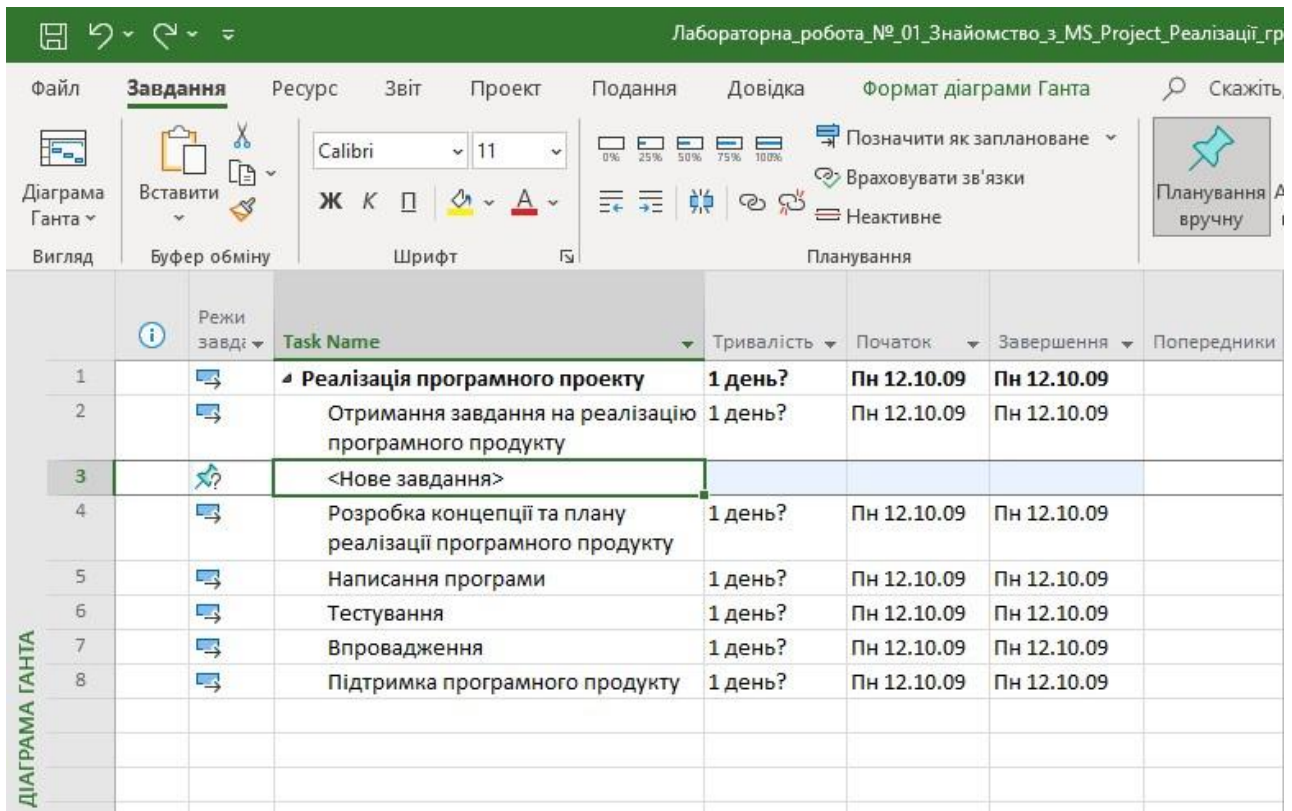 Лабораторна_робота_№_01_Знайомство_з_MS_Project_Реалізації_гр
Файл Завдання Ресурс Звіт Проект Подання Довідка Формат діаграми Ганта Скажіть,
Calibri 11
0% 25% 50% 75% 100%
Позначити як заплановане
Враховувати зв'язки
Неактивне
Діаграма
Ганта
Вставити
Ж К П А
Планування
вручну
Вигляд Буфер обміну Шрифт Планування
Режи
завда Task Name Тривалість Початок Завершення Попередники
1 Реалізація програмного проекту 1 день? Пн 12.10.09 Пн 12.10.09
2 Отримання завдання на реалізацію 1 день? Пн 12.10.09 Пн 12.10.09
програмного продукту
3 <Нове завдання>
4 Розробка концепції та плану 1 день? Пн 12.10.09 Пн 12.10.09
реалізації програмного продукту
5 Написання програми 1 день? Пн 12.10.09 Пн 12.10.09
6 Тестування 1 день? Пн 12.10.09 Пн 12.10.09
7 Впровадження 1 день? Пн 12.10.09 Пн 12.10.09
8 Підтримка програмного продукту 1 день? Пн 12.10.09 Пн 12.10.09
ДІАГРАМА ГАНТА